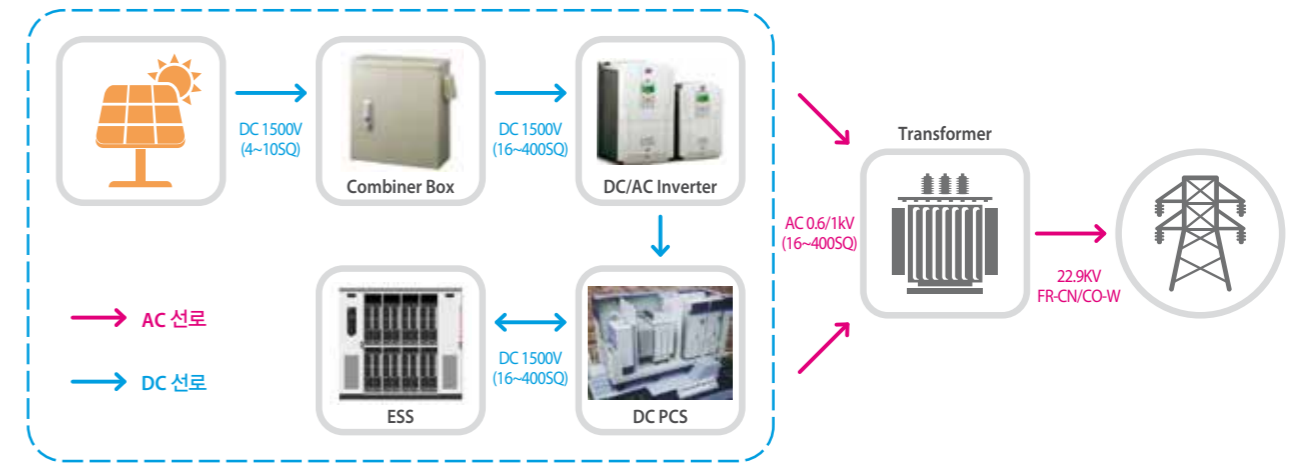 DC 1500V
(4~10SQ)
Combiner Box
DC 1500V
(16~400SQ)
DC/AC Inverter
Transformer
AC 0.6/1kV
(16~400SQ)
22.9KV
FR-CN/CO-W
AC 선로
DC 선로
ESS
DC 1500V
(16~400SQ)
DC PCS